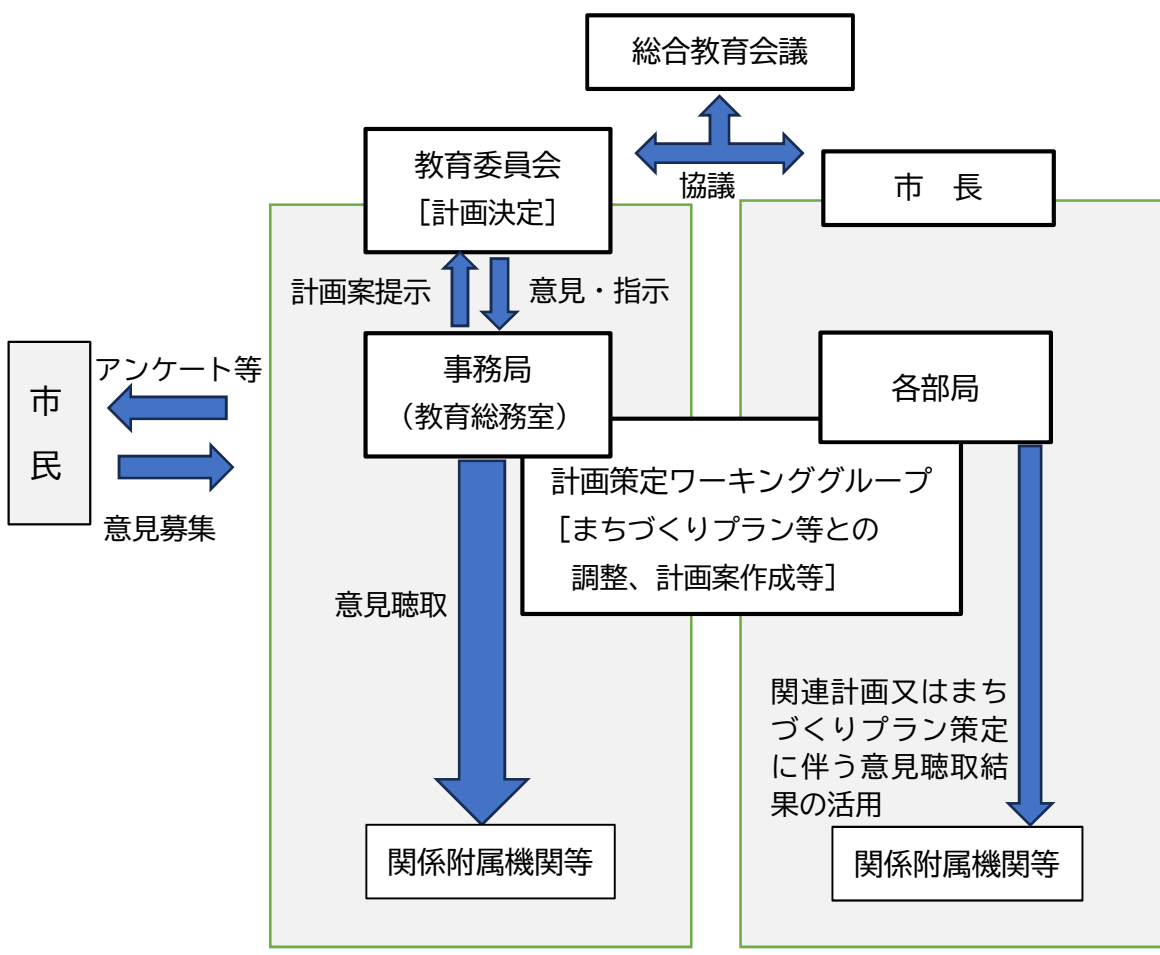 総合教育会議
教育委員会
［計画決定］
協議
市　長
計画案提示
意見・指示
市
民
アンケート等
意見募集
事務局
（教育総務室）
各部局
計画策定ワーキンググループ
［まちづくりプラン等との
調整、計画案作成等］
意見聴取
関連計画又はまち
づくりプラン策定
に伴う意見聴取結
果の活用
関係附属機関等
関係附属機関等